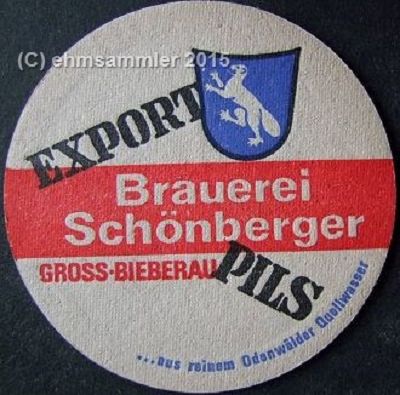 (C) ehmsammler 2015
EXPORT
Brauerei
Schönberger
GROSS-BIEBERAU
PILS
...aus reinem Odenwälder Quellwasser